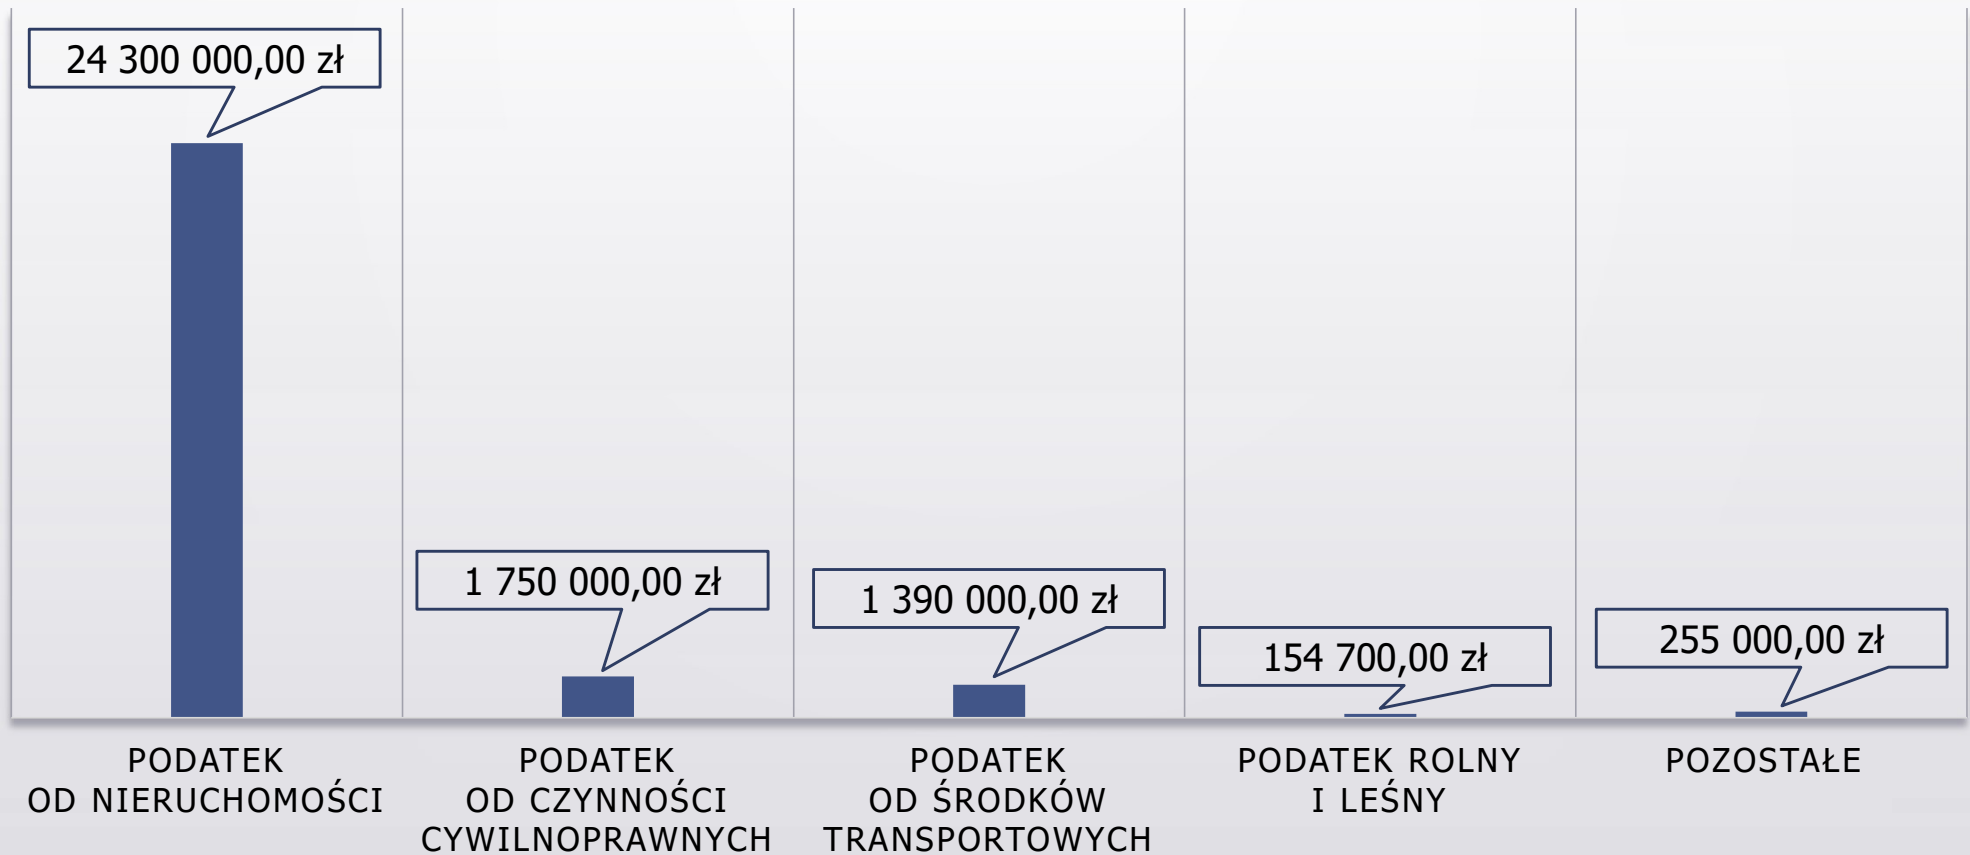 24 300 000,00 zł
1 750 000,00 zł
1 390 000,00 zł
154 700,00 zł
255 000,00 zł
PODATEK
OD NIERUCHOMOŚCI
PODATEK
OD CZYNNOŚCI
CYWILNOPRAWNYCH
PODATEK
OD ŚRODKÓW
TRANSPORTOWYCH
PODATEK ROLNY
I LEŚNY
POZOSTAŁE